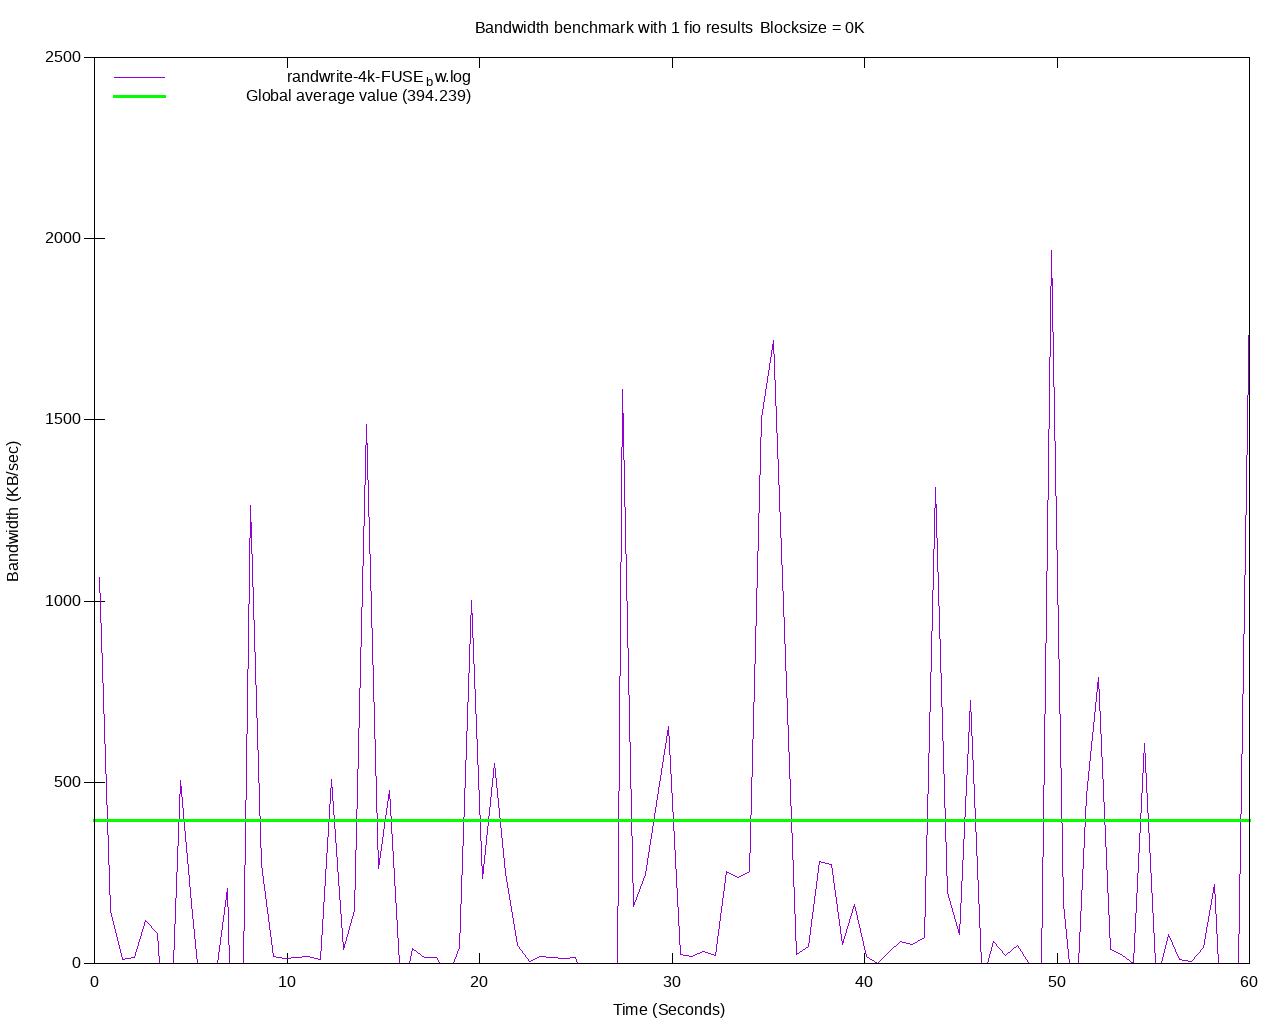 Bandwidth benchmark with 1 fio results Blocksize = 0K
2500
randwrite-4k-FUSE_bw.log
Global average value (394.239)
2000
1500
Bandwidth (KB/sec)
1000
500
0
0 10 20 30 40 50 60
Time (Seconds)